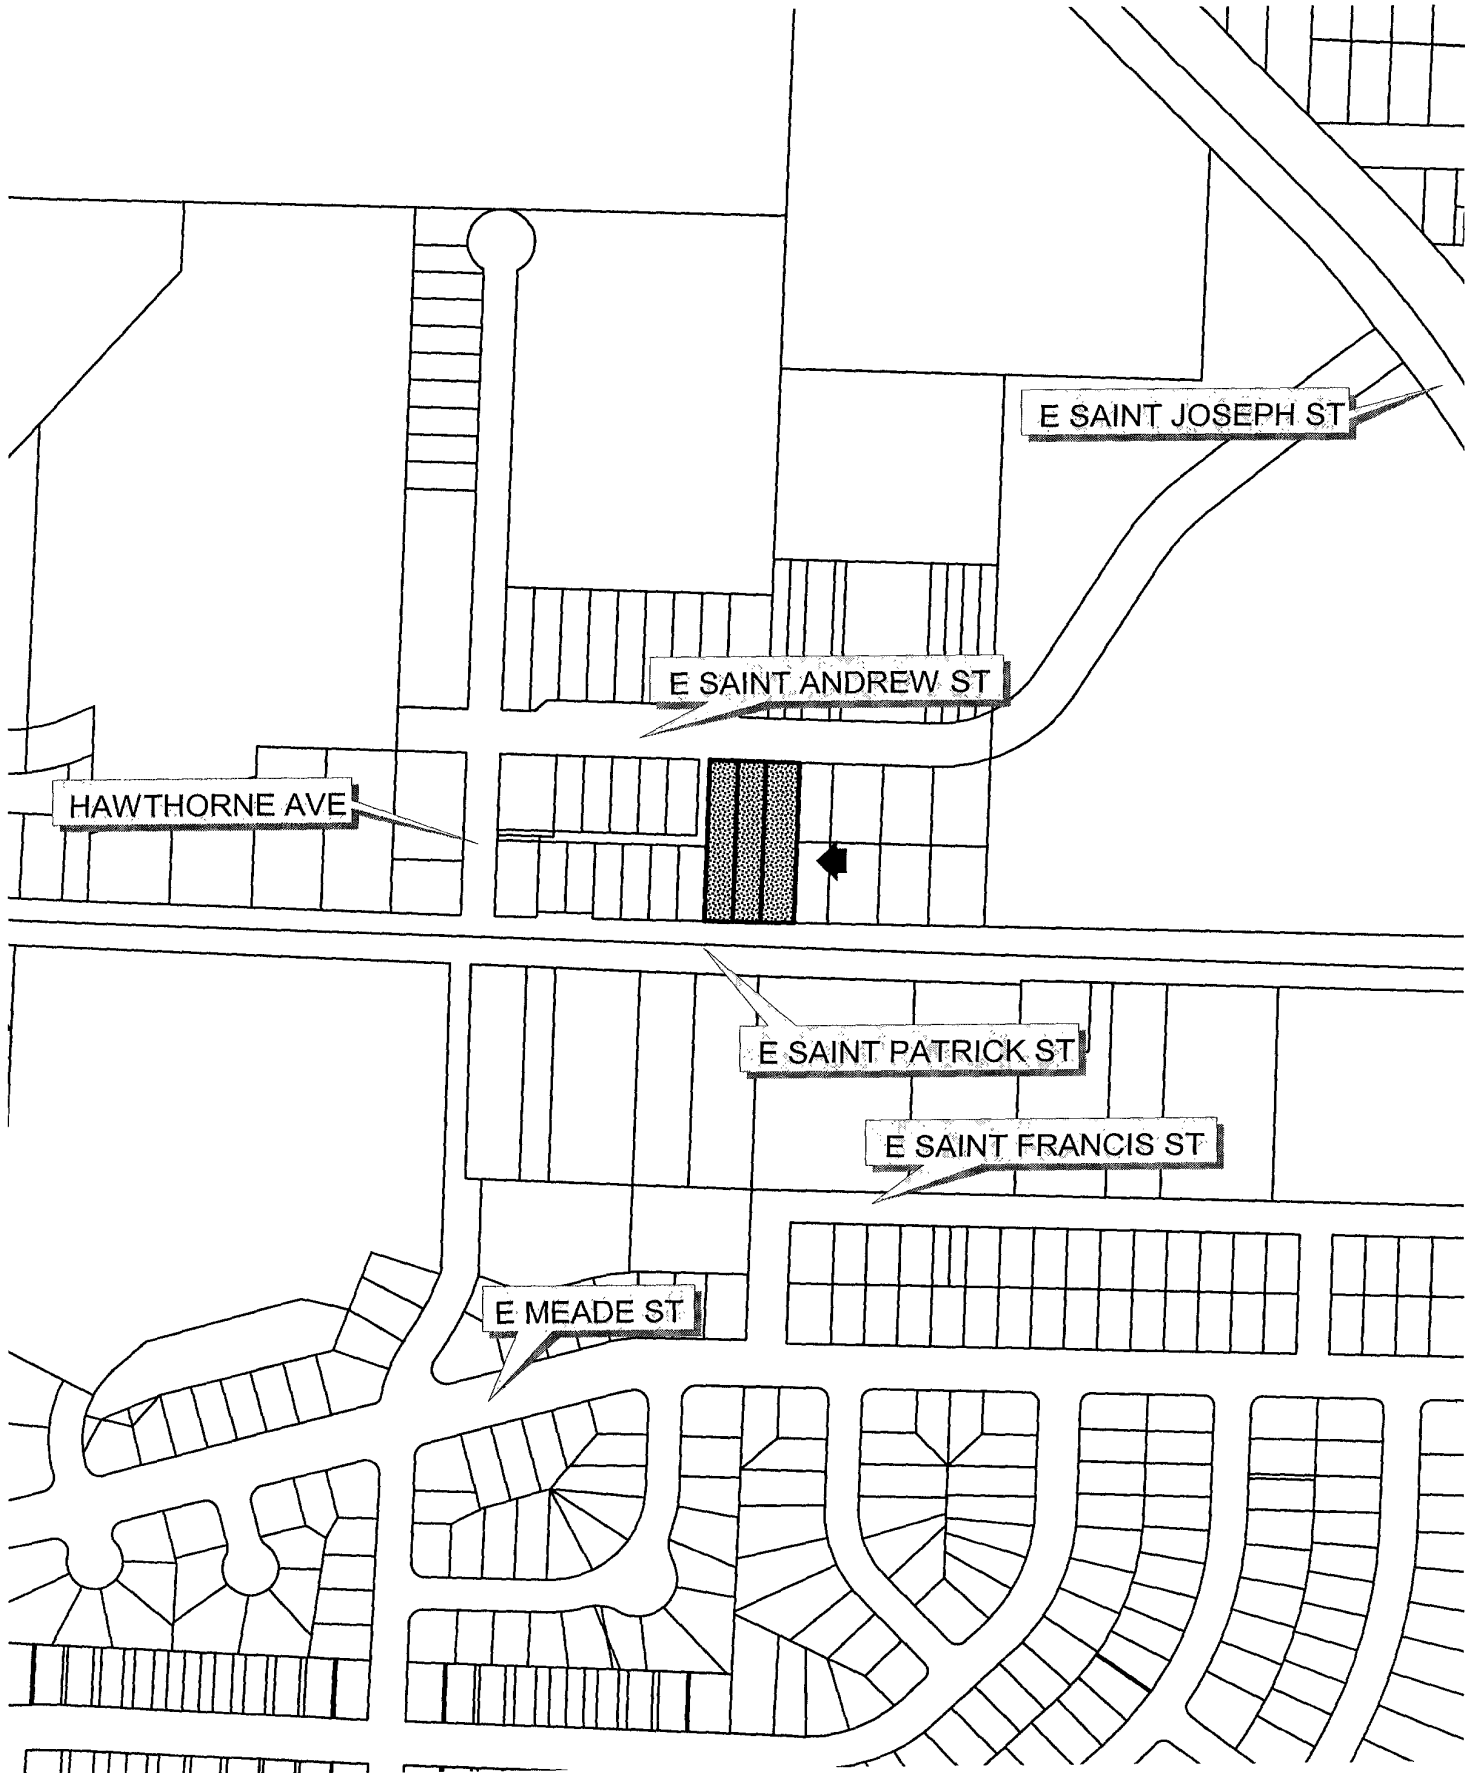 E SAINT JOSEPH ST
E SAINT ANDREW ST
HAWTHORNE AVE
E SAINT PATRICK ST
E SAINT FRANCIS ST
E MEADE ST